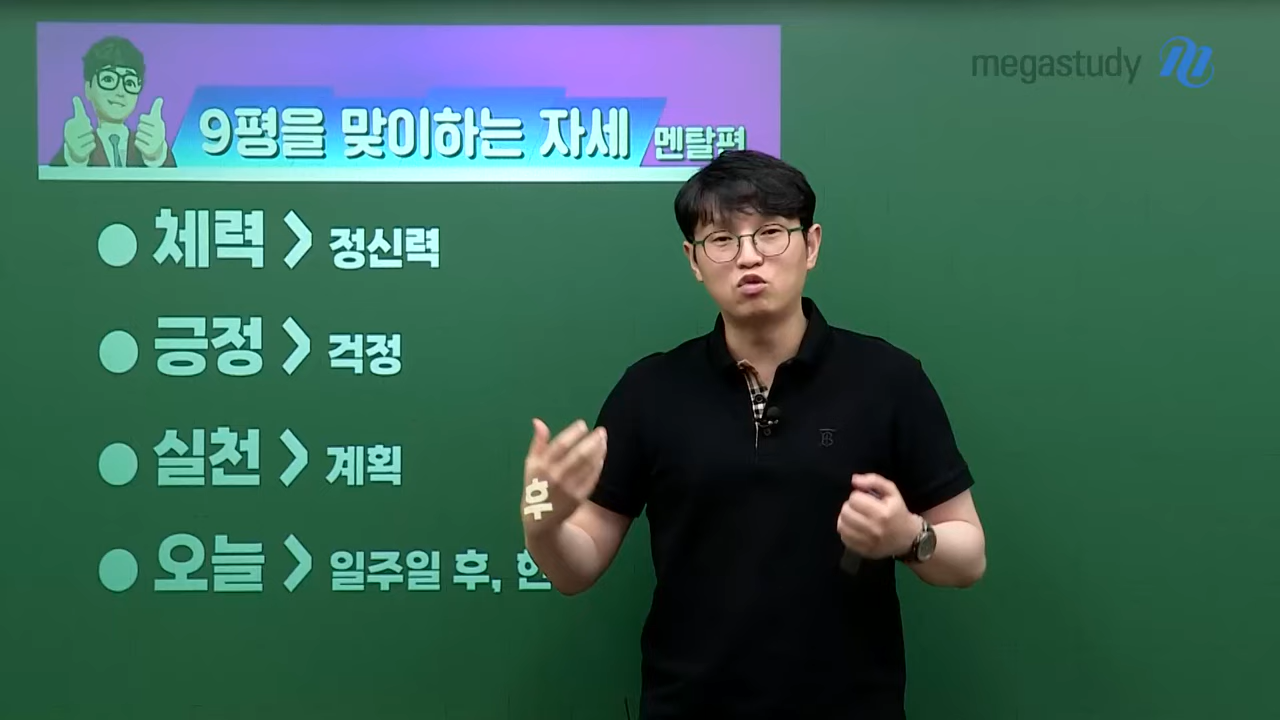 megastudy
9평을 맞이하는 자세 멘탈편
● 체력 > 정신력
● 긍정 > 걱정
● 실천 > 계획
● 오늘 > 일주일 후,
후